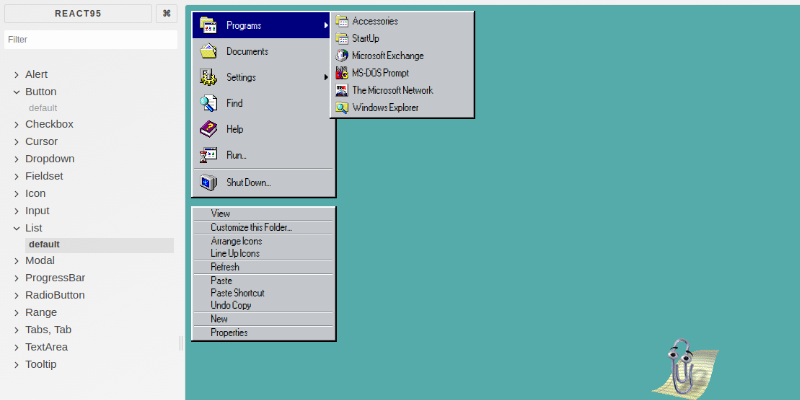 REACT95
⌘
Filter
Alert
Button
default
Checkbox
Cursor
Dropdown
Fieldset
Icon
Input
List
default
Modal
ProgressBar
RadioButton
Range
Tabs, Tab
TextArea
Tooltip
Programs
Documents
Settings
Find
Help
Run...
Shut Down...
Accessories
StartUp
Microsoft Exchange
MS-DOS Prompt
The Microsoft Network
Windows Explorer
View
Customize this Folder...
Arrange Icons
Line Up Icons
Refresh
Paste
Paste Shortcut
Undo Copy
New
Properties